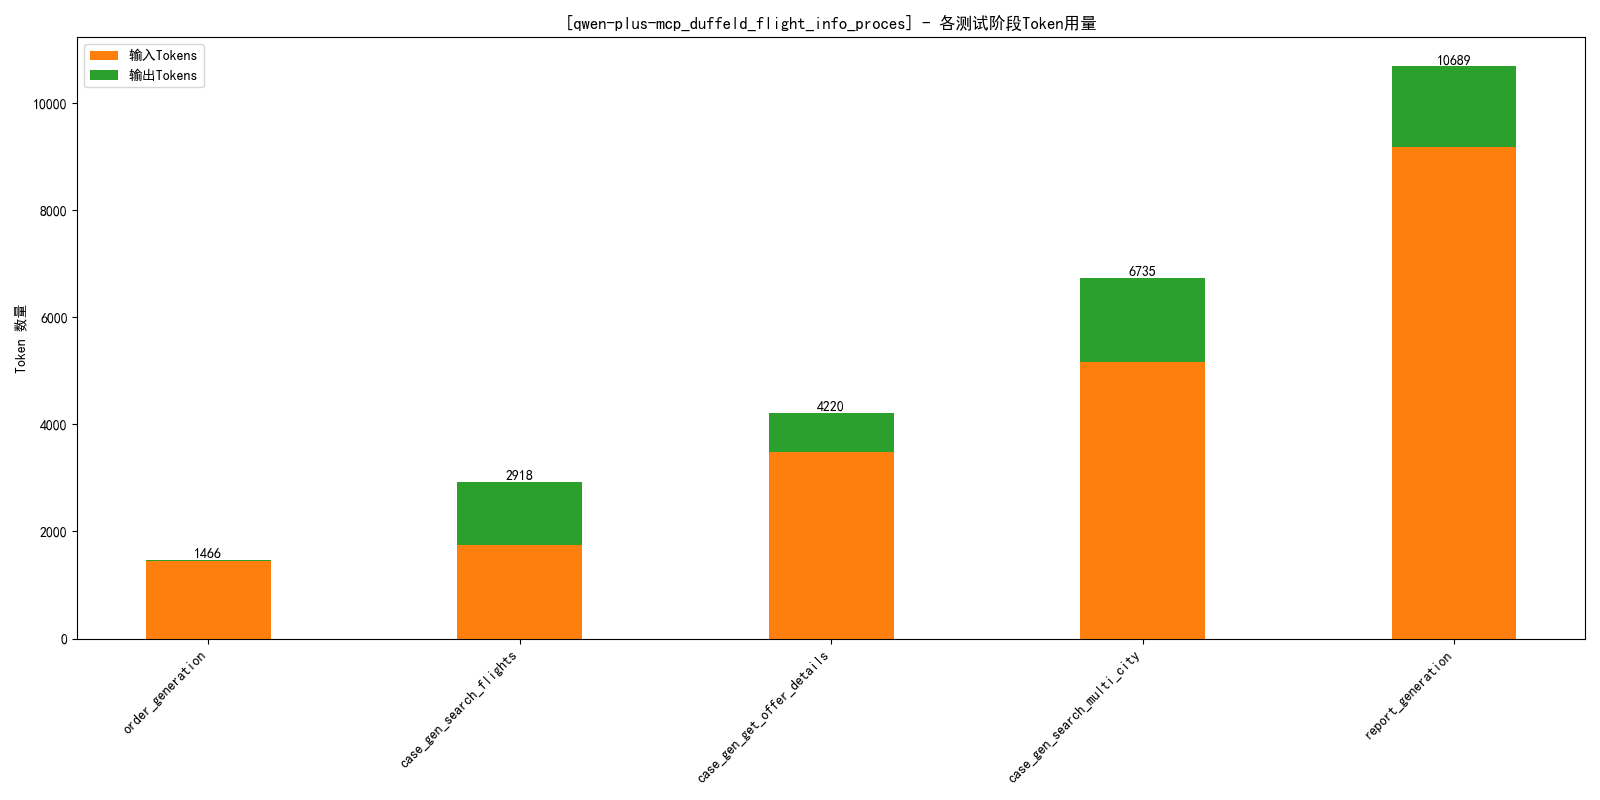 [qwen-plus-mcp_duffeld_flight_info_proces] - 各测试阶段Token用量
输入Tokens
输出Tokens
Token 数量
10000
8000
6000
4000
2000
0
1466
2918
4220
6735
10689
order_generation
case_gen_search_flights
case_gen_get_offer_details
case_gen_search_multi_city
report_generation